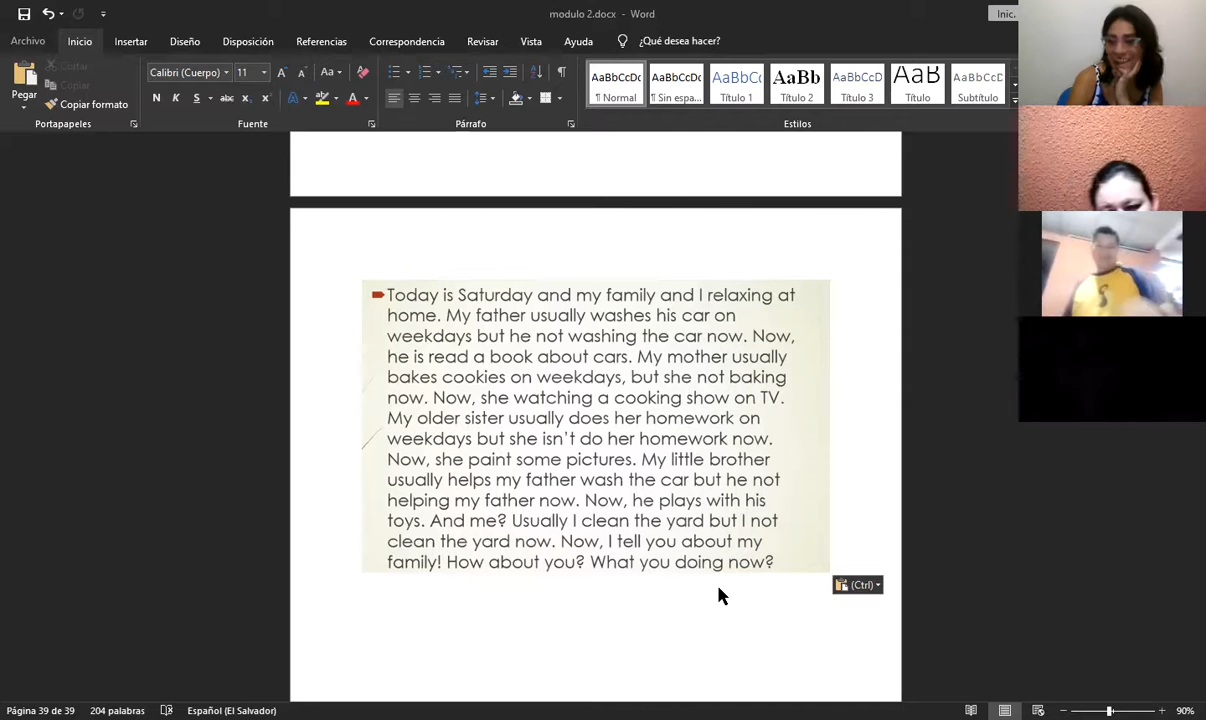 modulo 2.docx - Word
Inic.
Archivo Inicio Insertar Diseño Disposición Referencias Correspondencia Revisar Vista Ayuda ¿Qué desea hacer?
Pegar
Cortar
Copiar
Copiar formato
Portapapeles
Calibri (Cuerpo) 11 Aa
N K S abc x₂ x² A A
Fuente
Párrafo
AaBbCcDc AaBbCcDc AaBbCcD AaBb AaBbCcD AaB AaBbCcD
¶ Normal ¶ Sin espa... Título 1 Título 2 Título 3 Título Subtítulo
Estilos
Today is Saturday and my family and I relaxing at
home. My father usually washes his car on
weekdays but he not washing the car now. Now,
he is read a book about cars. My mother usually
bakes cookies on weekdays, but she not baking
now. Now, she watching a cooking show on TV.
My older sister usually does her homework on
weekdays but she isn't do her homework now.
Now, she paint some pictures. My little brother
usually helps my father wash the car but he not
helping my father now. Now, he plays with his
toys. And me? Usually I clean the yard but I not
clean the yard now. Now, I tell you about my
family! How about you? What you doing now?
(Ctrl)
Página 39 de 39 204 palabras Español (El Salvador) 90%